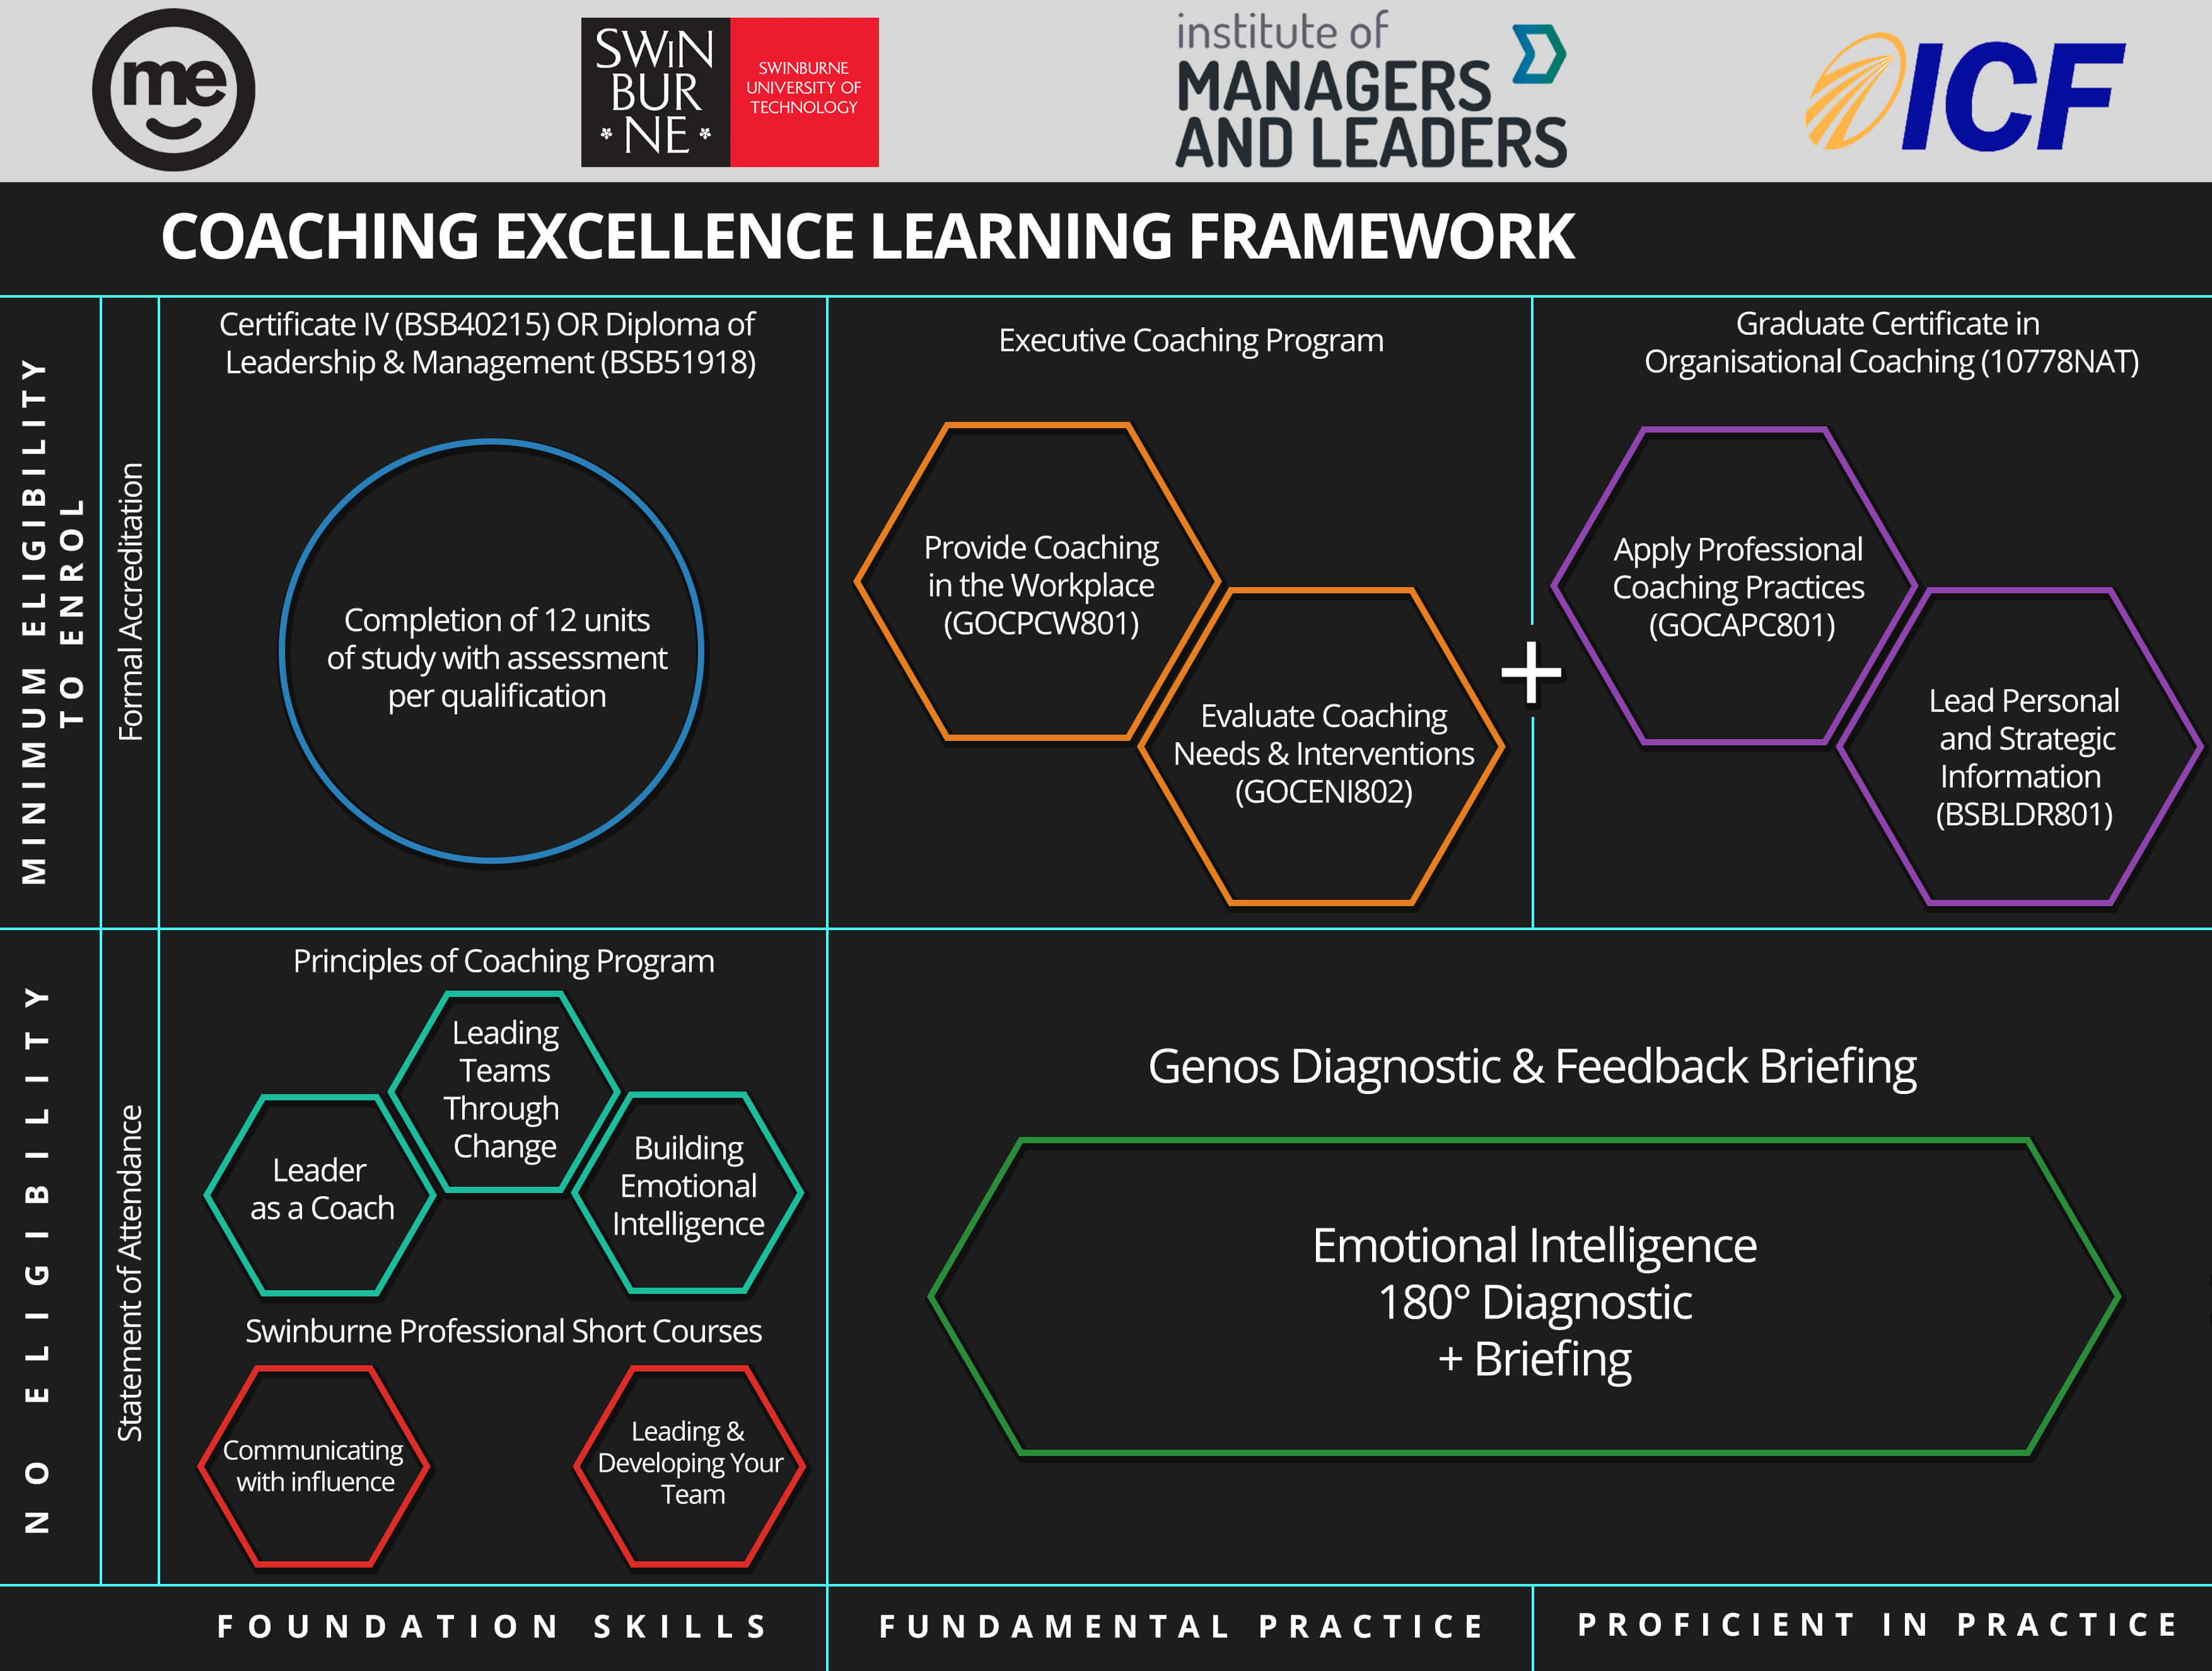 me
SWIN
BUR
NE
SWINBURNE
UNIVERSITY OF
TECHNOLOGY
institute of
MANAGERS
AND LEADERS
ICF
COACHING EXCELLENCE LEARNING FRAMEWORK
MINIMUM ELIGIBILITY
TO ENROL
Formal Accreditation
Certificate IV (BSB40215) OR Diploma of
Leadership & Management (BSB51918)
Completion of 12 units
of study with assessment
per qualification
Executive Coaching Program
Provide Coaching
in the Workplace
(GOCPCW801)
Evaluate Coaching
Needs & Interventions
(GOCENI802)
+
Graduate Certificate in
Organisational Coaching (10778NAT)
Apply Professional
Coaching Practices
(GOCAPC801)
Lead Personal
and Strategic
Information
(BSBLDR801)
NO ELIGIBILITY
Statement of Attendance
Principles of Coaching Program
Leader
as a Coach
Leading
Teams
Through
Change
Building
Emotional
Intelligence
Swinburne Professional Short Courses
Communicating
with influence
Leading &
Developing Your
Team
Genos Diagnostic & Feedback Briefing
Emotional Intelligence
180° Diagnostic
+ Briefing
FOUNDATION SKILLS
FUNDAMENTAL PRACTICE
PROFICIENT IN PRACTICE